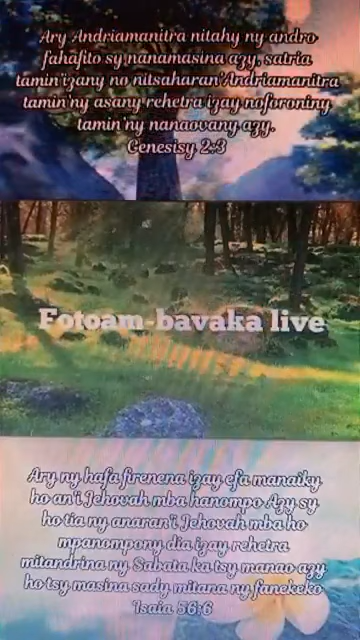 Ary Andriamanitra nitahy ny andro
fahafito sy nanamasina azy, satria
tamin'izany no nitsaharan'Andriamanitra
tamin'ny asany rehetra izay noforoniny
tamin'ny nanaovany azy.
Genesisy 2:3
Fotoam-bavaka live
Ary ny hafa firenena izay efa manaiky
ho an'i Jehovah mba hanompo Azy sy
ho tia ny anaran'i Jehovah mba ho
mpanompony dia izay rehetra
mitandrina ny Sabata ka tsy manao azy
ho tsy masina sady mitana ny fanekeko
Isaia 56:6